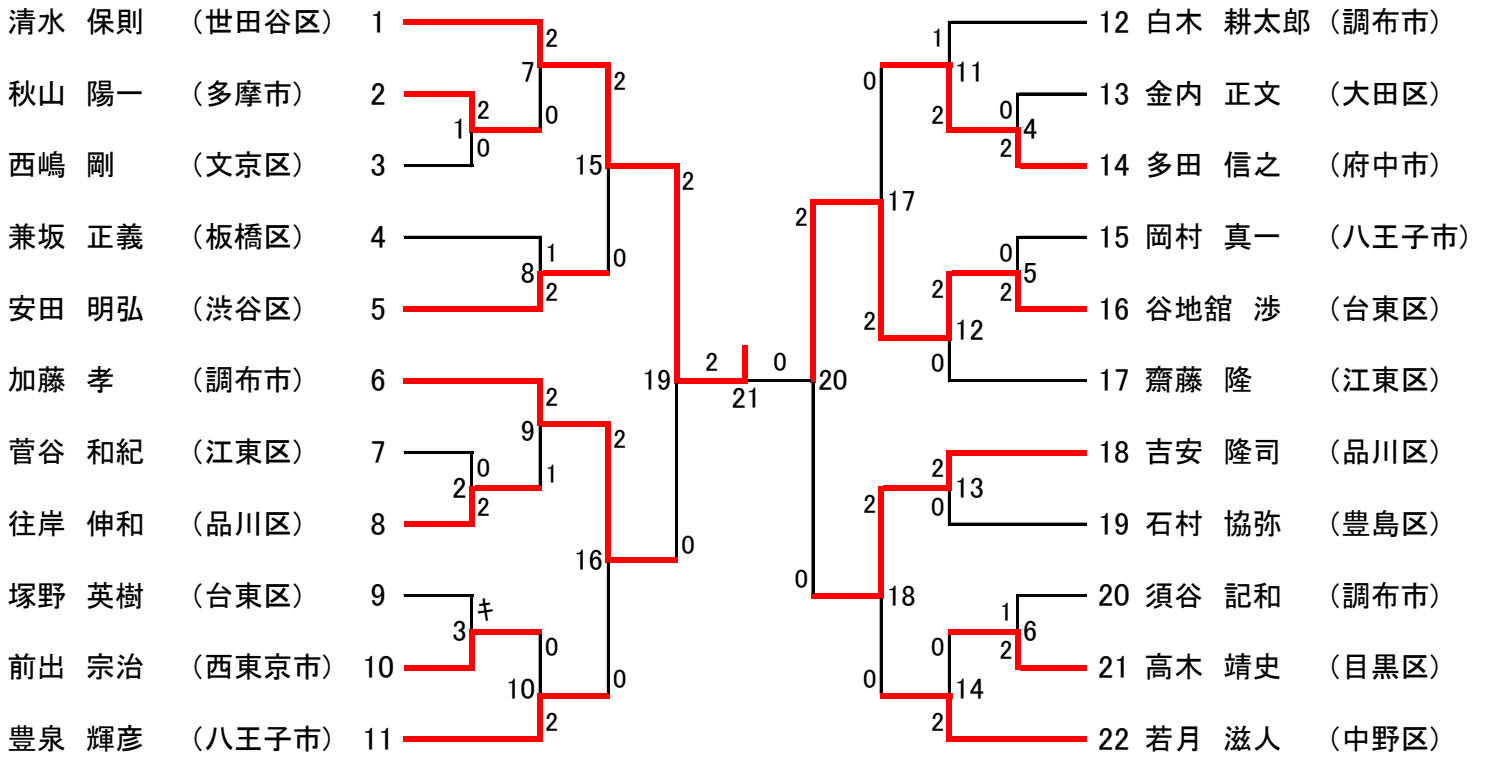 清水 保則 （世田谷区） 1
秋山 陽一 （多摩市） 2
西嶋 剛 （文京区） 3
兼坂 正義 （板橋区） 4
安田 明弘 （渋谷区） 5
加藤 孝 （調布市） 6
菅谷 和紀 （江東区） 7
往岸 伸和 （品川区） 8
塚野 英樹 （台東区） 9
前出 宗治 （西東京市） 10
豊泉 輝彦 （八王子市） 11
2
7
0
2
1
0
2
15
0
1
8
2
2
9
1
0
2
2
2
16
0
キ
3
0
10
2
2
19
0
2
21
0
2
20
0
0
17
2
1
11
2
0
4
2
2
12
0
0
5
2
2
18
0
2
13
0
0
14
2
1
6
2
12 白木 耕太郎 （調布市）
13 金内 正文 （大田区）
14 多田 信之 （府中市）
15 岡村 真一 （八王子市）
16 谷地舘 渉 （台東区）
17 齋藤 隆 （江東区）
18 吉安 隆司 （品川区）
19 石村 協弥 （豊島区）
20 須谷 記和 （調布市）
21 高木 靖史 （目黒区）
22 若月 滋人 （中野区）